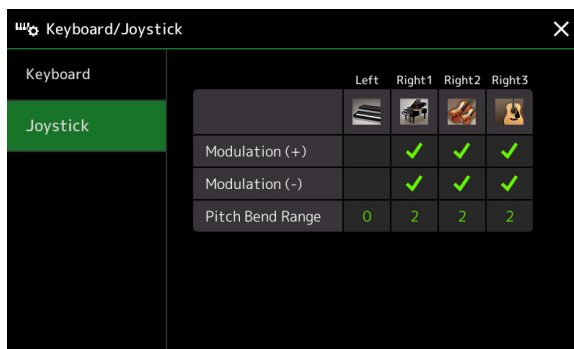 Keyboard/Joystick
Keyboard
Joystick
Left Right1 Right2 Right3
Modulation (+)
Modulation (-)
Pitch Bend Range 0 2 2 2